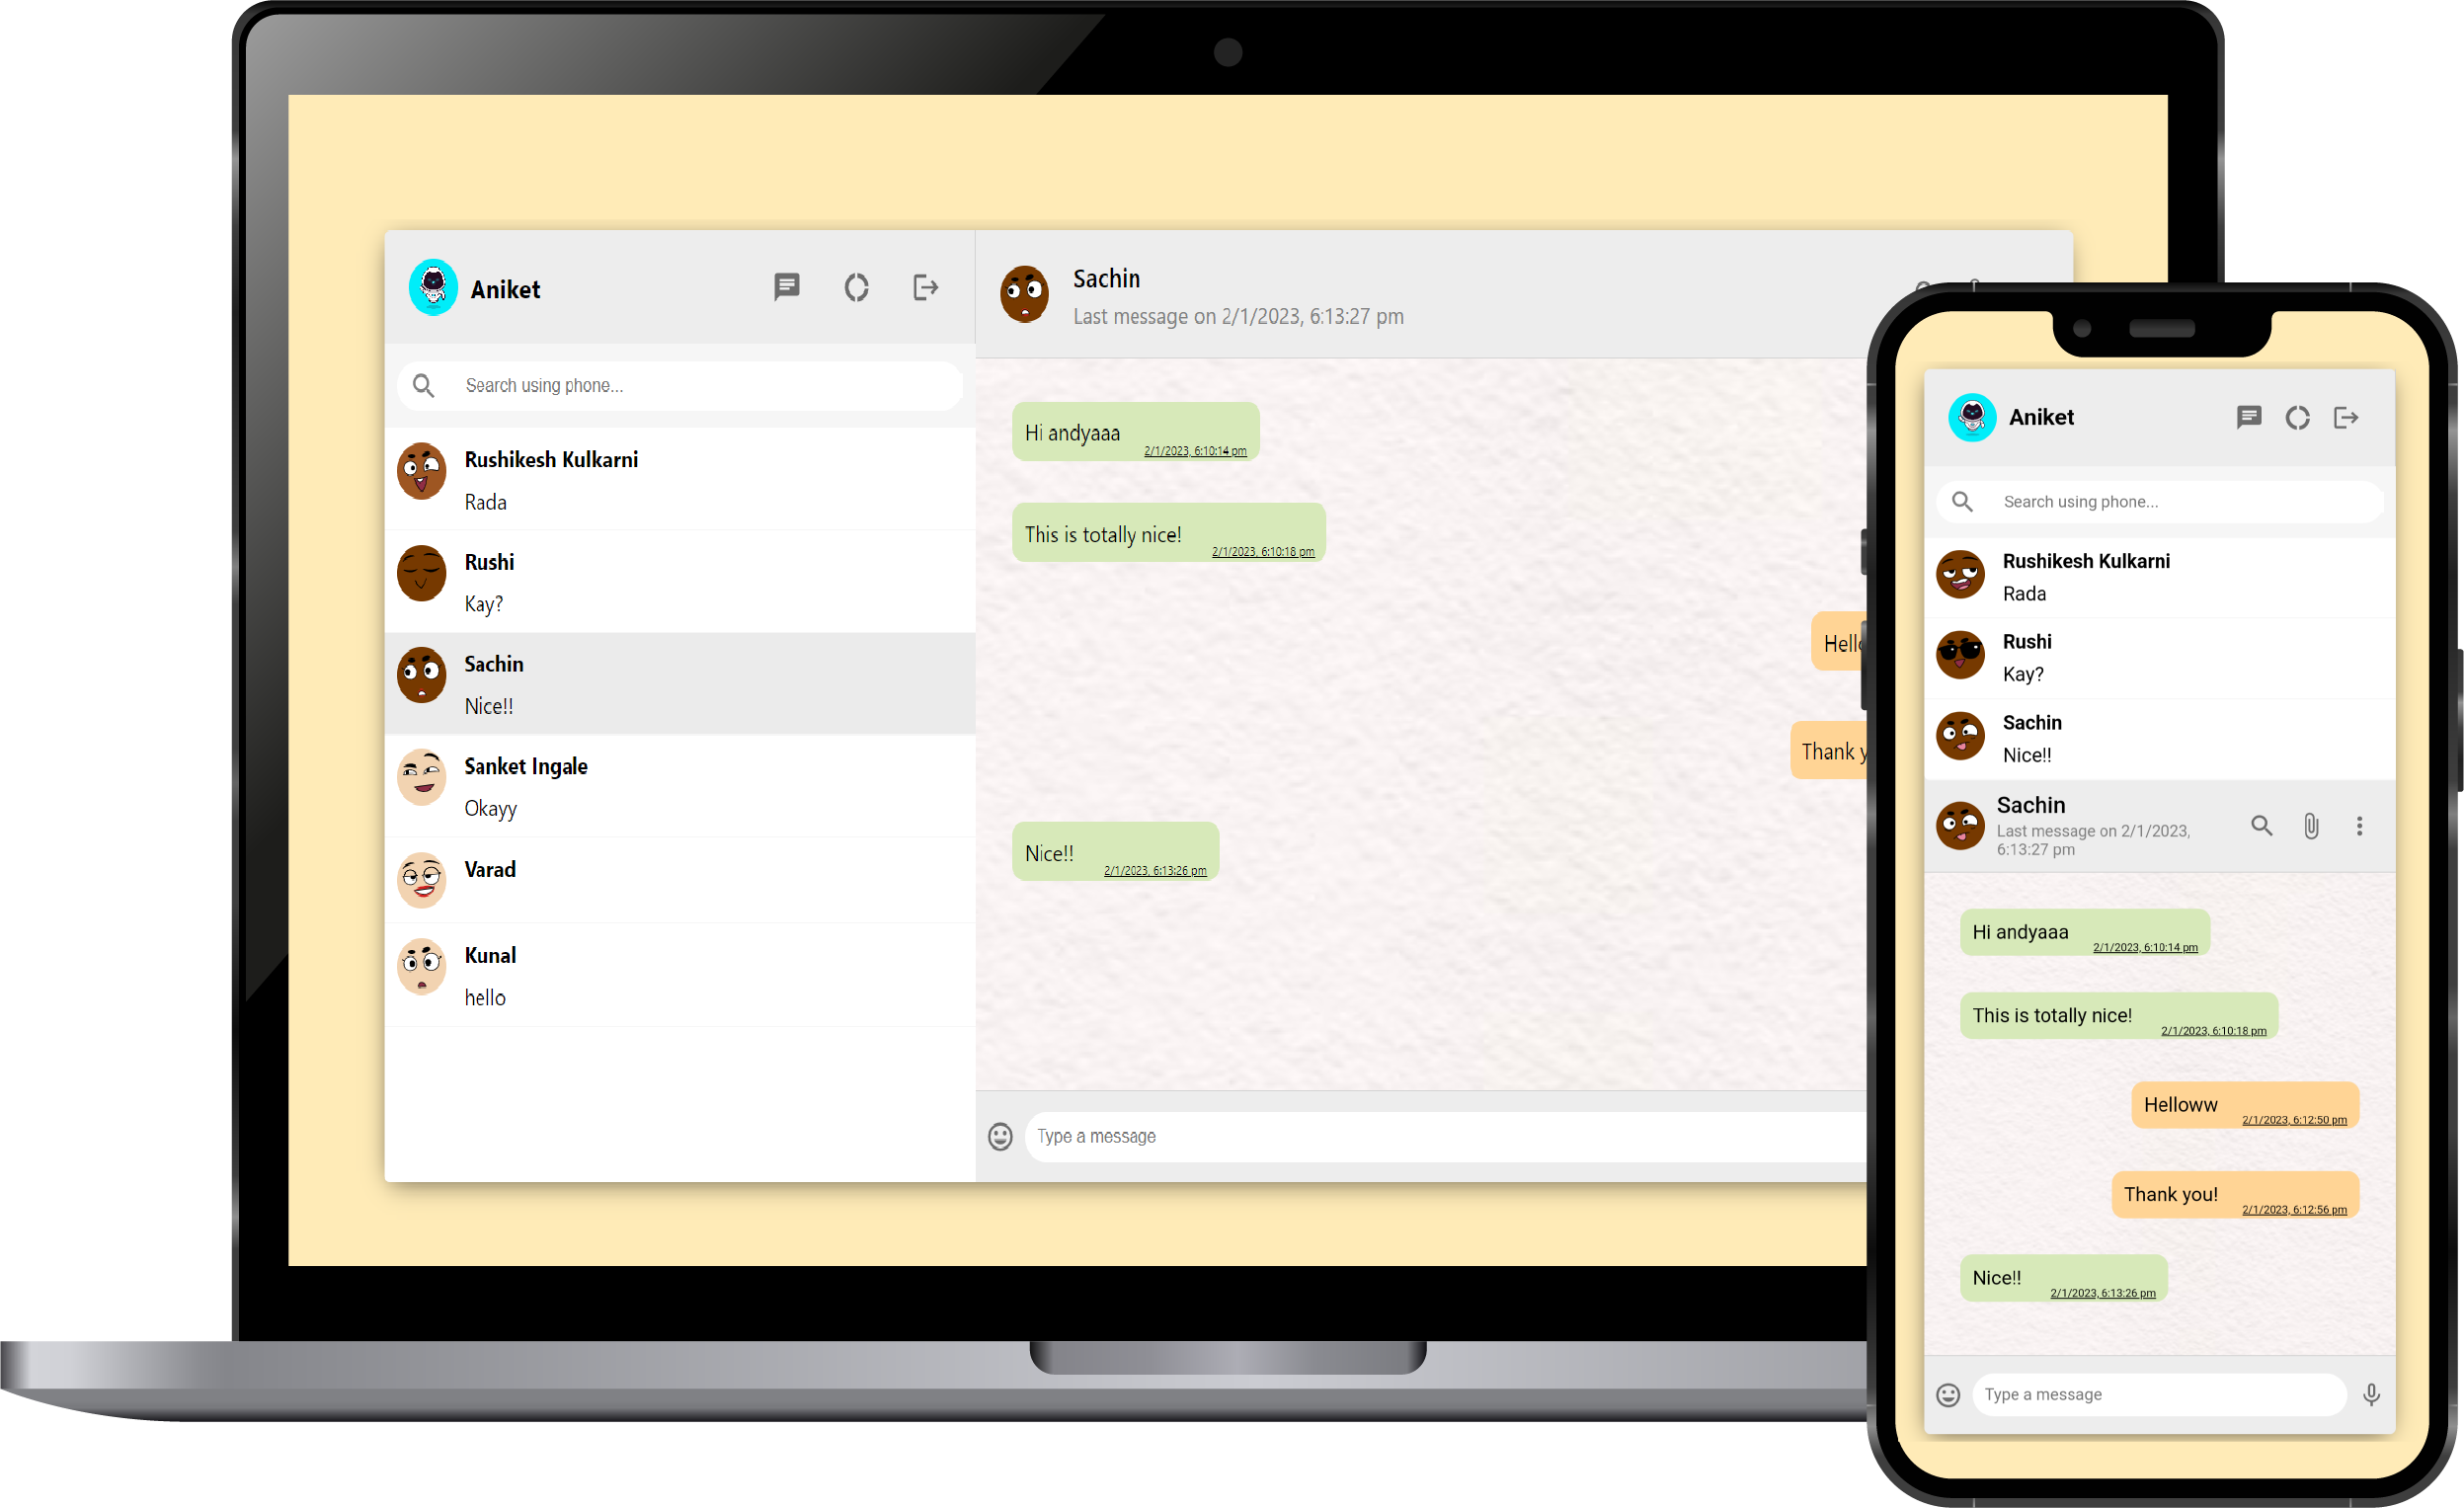 Aniket
Search using phone...
Rushikesh Kulkarni
Rada
Rushi
Kay?
Sachin
Nice!!
Sanket Ingale
Okayy
Varad
Kunal
hello
Sachin
Last message on 2/1/2023, 6:13:27 pm
Hi andyaaa
2/1/2023, 6:10:14 pm
This is totally nice!
2/1/2023, 6:10:18 pm
Thank
Nice!!
2/1/2023, 6:13:26 pm
Type a message
Aniket
Search using phone...
Rushikesh Kulkarni
Rada
Rushi
Kay?
Sachin
Nice!!
Sachin
Last message on 2/1/2023,
6:13:27 pm
Hi andyaaa
2/1/2023, 6:10:14 pm
This is totally nice!
2/1/2023, 6:10:18 pm
Helloww
2/1/2023, 6:12:50 pm
Thank you!
2/1/2023, 6:12:56 pm
Nice!!
2/1/2023, 6:13:26 pm
Type a message